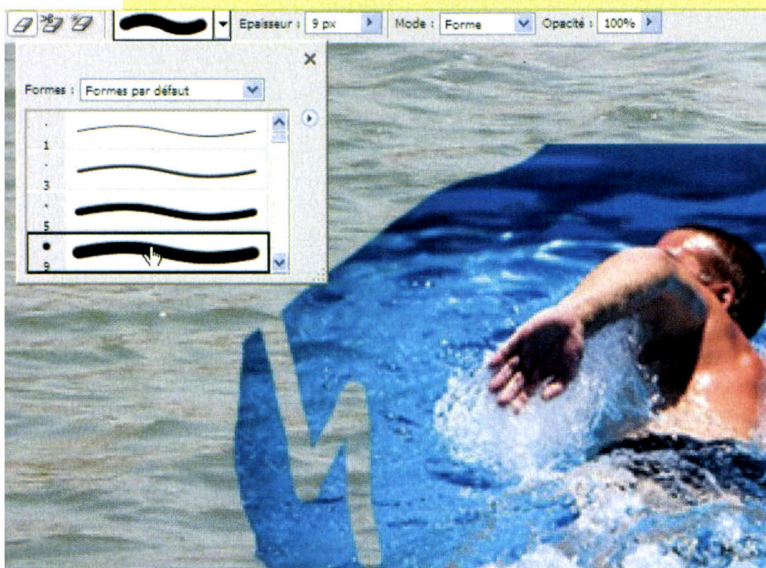 Epaisseur : 9 px Mode : Forme Opacité : 100%
Formes : Formes par défaut
1
3
5
9